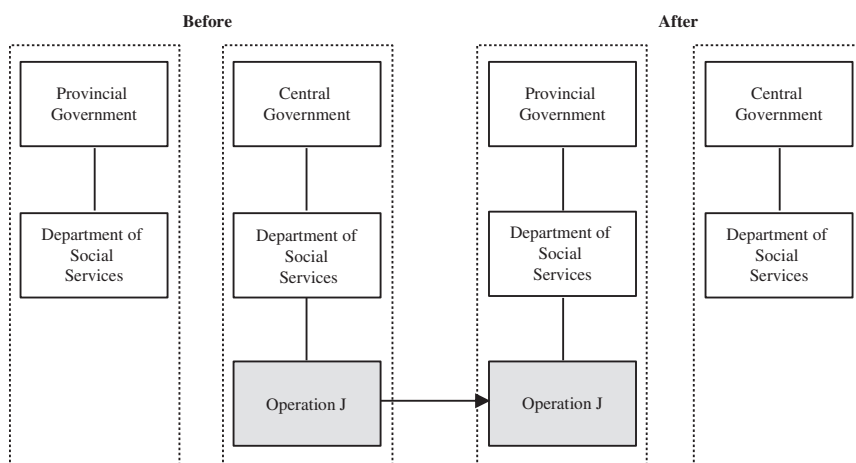 Before
After
Provincial
Government
Central
Government
Provincial
Government
Central
Government
Department of
Social
Services
Department of
Social
Services
Department of
Social
Services
Department of
Social
Services
Operation J
Operation J